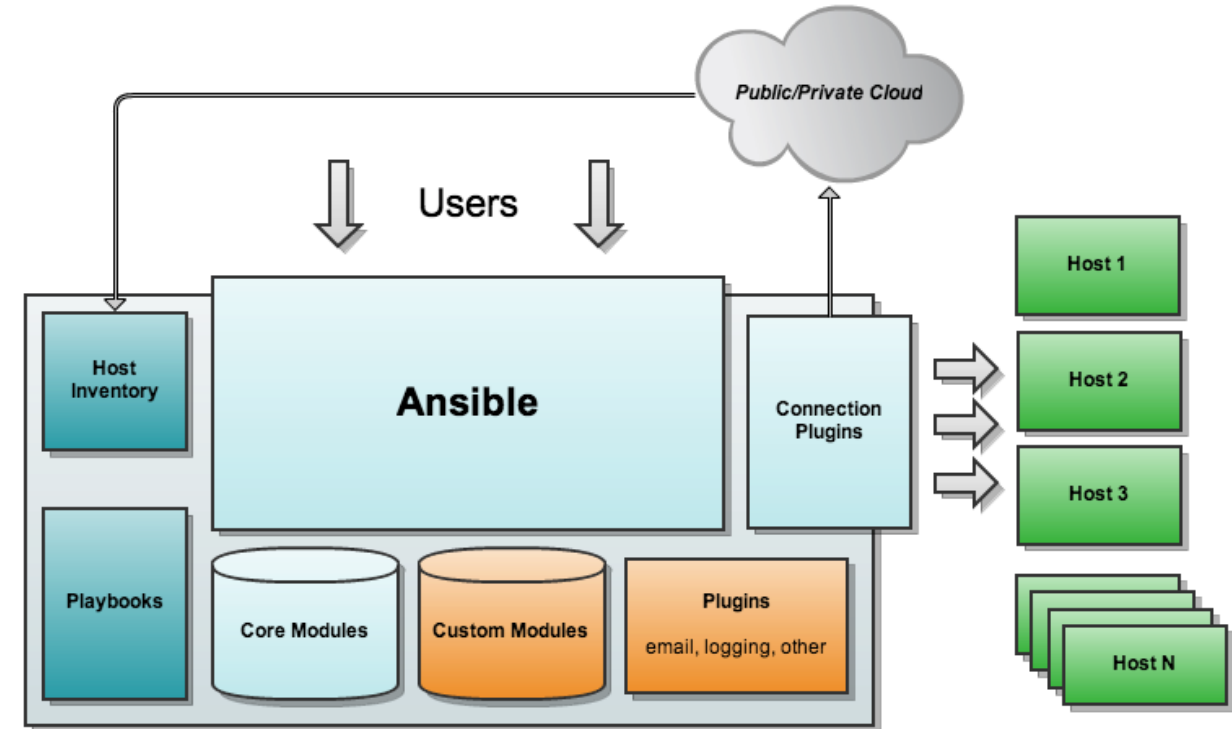 Public/Private Cloud
Users
Host 1
Host
Inventory
Ansible
Connection
Plugins
Host 2
Host 3
Playbooks
Core Modules
Custom Modules
Plugins
email, logging, other
Host N